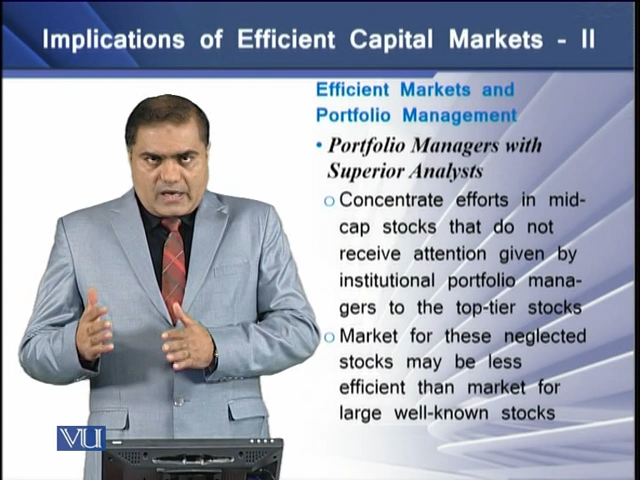 Implications of Efficient Capital Markets - II
Efficient Markets and
Portfolio Management
• Portfolio Managers with
Superior Analysts
o Concentrate efforts in mid-
cap stocks that do not
receive attention given by
institutional portfolio mana-
gers to the top-tier stocks
o Market for these neglected
stocks may be less
efficient than market for
large well-known stocks
VU